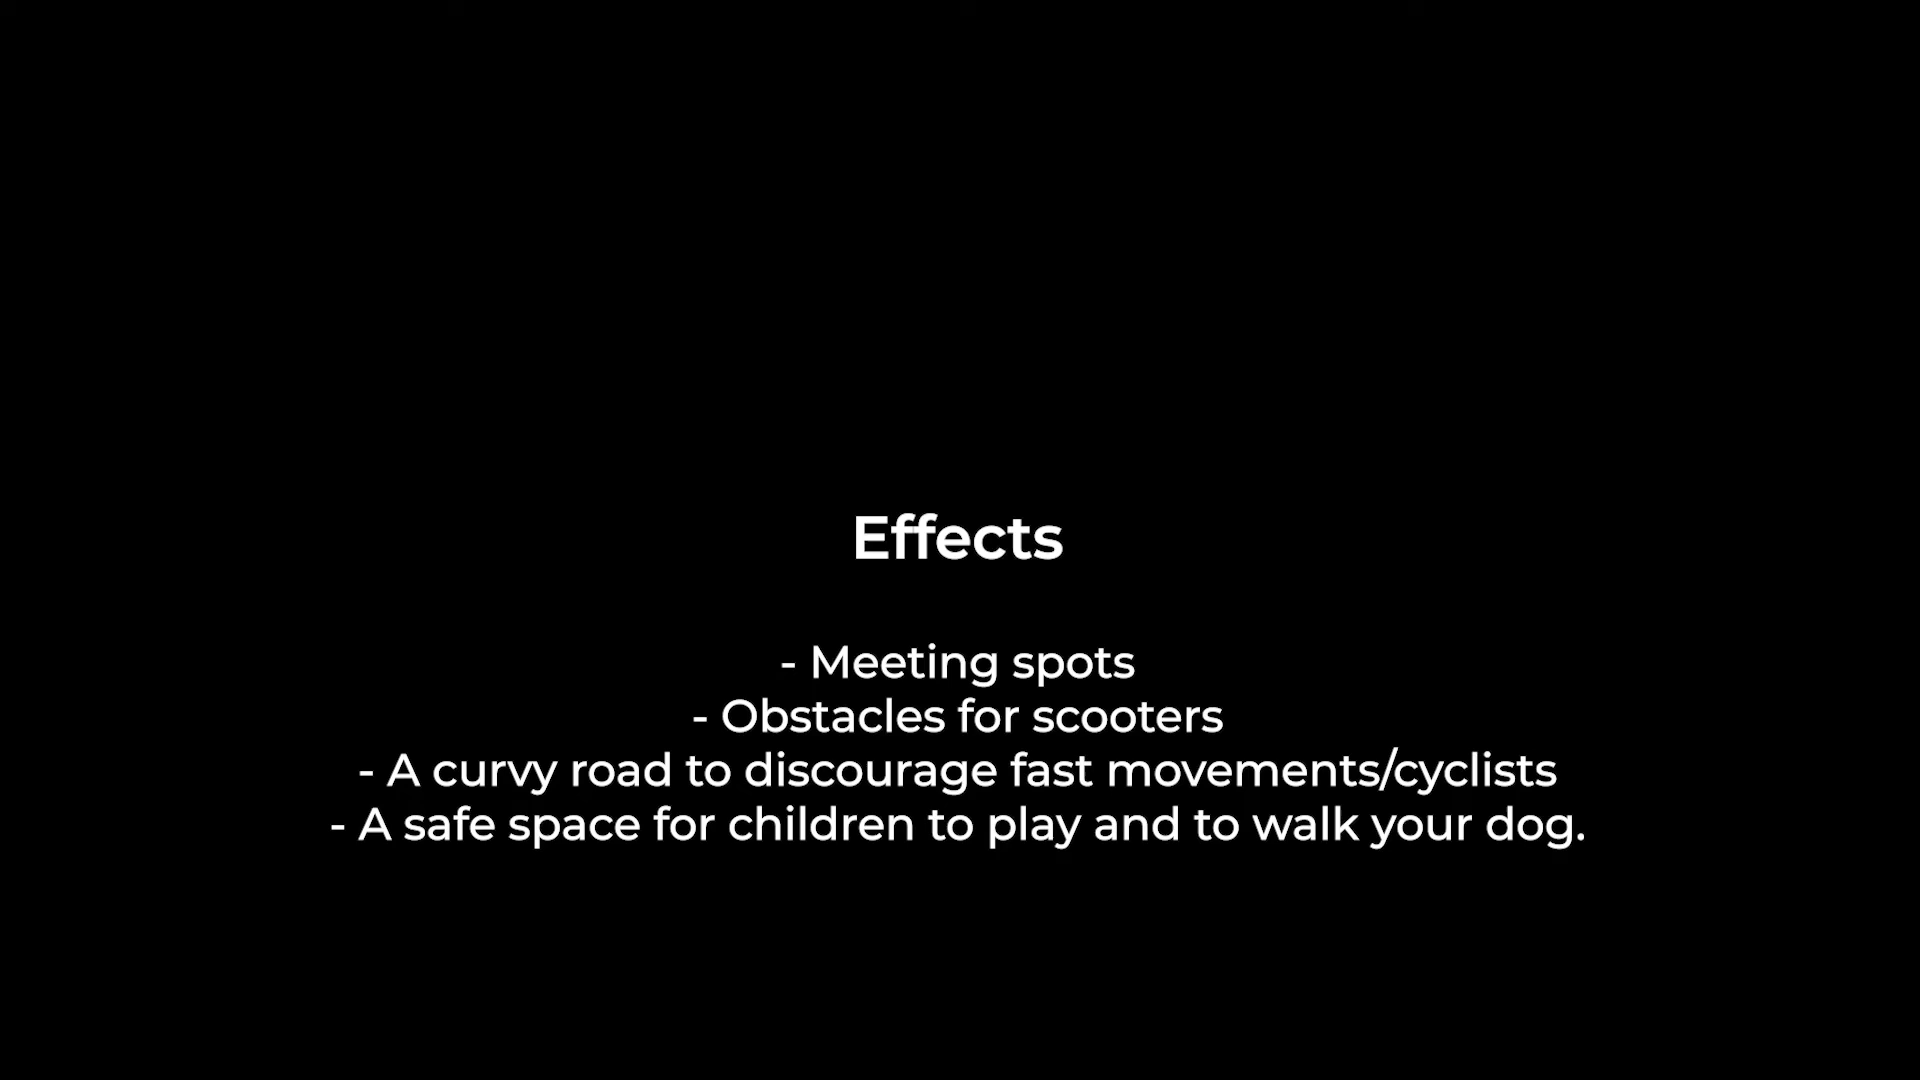 Effects
- Meeting spots
- Obstacles for scooters
- A curvy road to discourage fast movements/cyclists
- A safe space for children to play and to walk your dog.